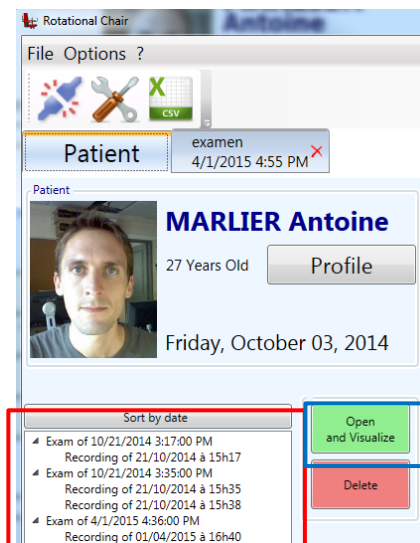 Rotational Chair
Antoine
File Options ?
X
CSV
Patient
examen
4/1/2015 4:55 PM
Patient
MARLIER Antoine
27 Years Old
Profile
Friday, October 03, 2014
Sort by date
Open
and Visualize
Exam of 10/21/2014 3:17:00 PM
Recording of 21/10/2014 à 15h17
Exam of 10/21/2014 3:35:00 PM
Recording of 21/10/2014 à 15h35
Recording of 21/10/2014 à 15h38
Exam of 4/1/2015 4:36:00 PM
Recording of 01/04/2015 à 16h40
Delete